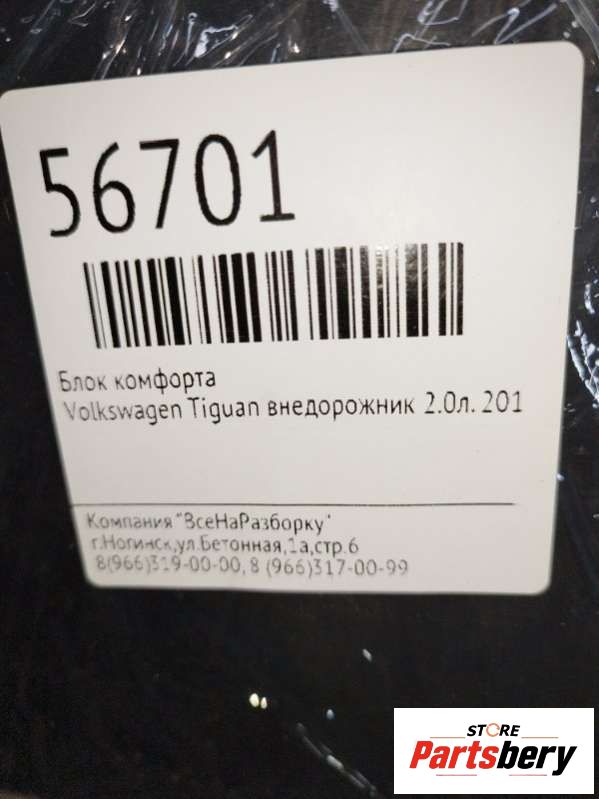 56701
Блок комфорта
Volkswagen Tiguan внедорожник 2.0л. 201
Компания "ВсеНаРазборку"
г.Ногинск,ул.Бетонная,1а,стр.6
8(966)319-00-00, 8 (966)317-00-99
STORE
Partsbery